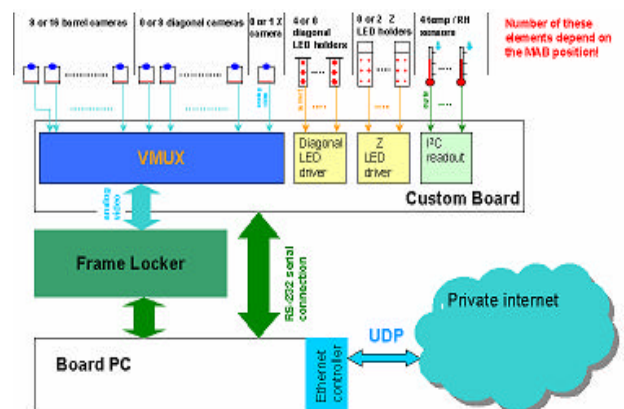 8 or 16 barrel cameras
0 or 8 diagonal cameras
0 or 1 X
camera
4 or 6
diagonal
LED holders
0 or 2 Z
LED holders
4 temp / RH
sensors
Number of these
elements depend on
the MAB position!
VMUX
Diagonal
LED
driver
Z
LED
driver
I²C
readout
Custom Board
analog
video
Frame Locker
RS-232 serial
connection
Board PC
Ethernet
controller
UDP
Private internet